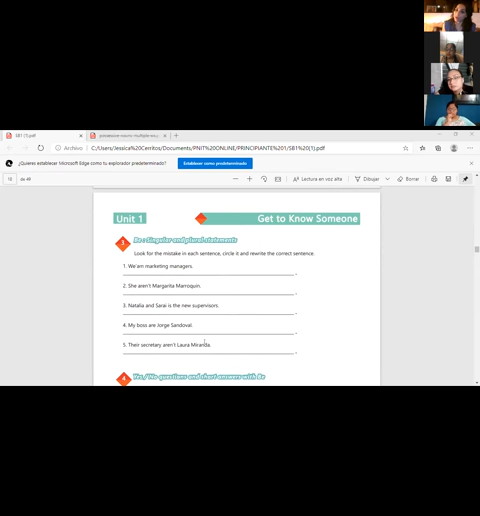 SB1 (1).pdf
¿Quieres establecer Microsoft Edge como tu explorador predeterminado?
Establecer como predeterminado
Archivo
C:/Users/Jessica%20Cerritos/Documents/PNIT%20ONLINE/PRINCIPIANTE%201/SB1%20(1).pdf
Lectura en voz alta
Dibujar
Borrar
Unit 1
Get to Know Someone
3
Be : Singular and plural statements
Look for the mistake in each sentence, circle it and rewrite the correct sentence.
1. We'am marketing managers.
2. She aren't Margarita Marroquin.
3. Natalia and Sarai is the new supervisors.
4. My boss are Jorge Sandoval.
5. Their secretary aren't Laura Miranda.
4
Yes / No questions and short answers with Be